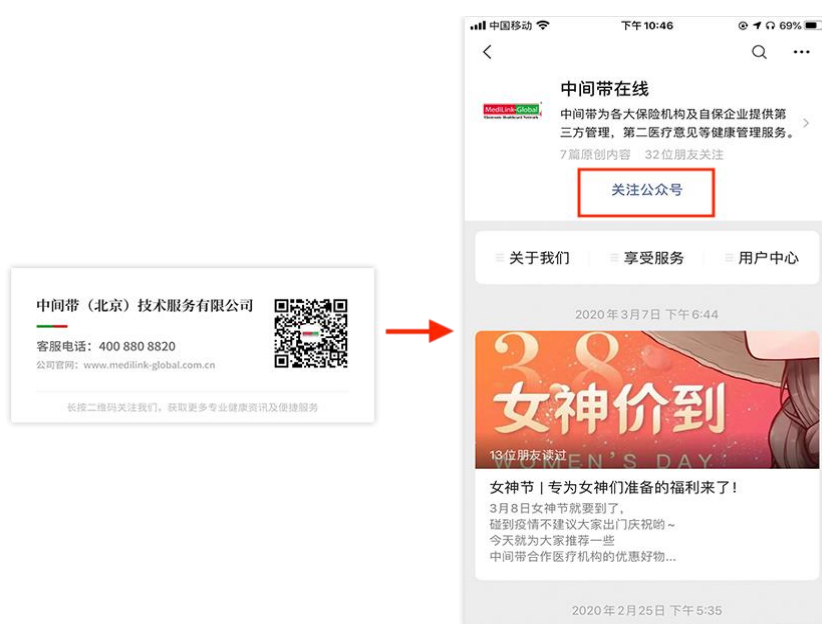 中间带（北京）技术服务有限公司
客服电话：400 880 8820
公司官网：www.medilink-global.com.cn
长按二维码关注我们，获取更多专业健康资讯及便捷服务
中国移动 下午10:46 69%
中间带在线
MediLink-Global
中间带为各大保险机构及自保企业提供第
三方管理，第二医疗意见等健康管理服务。
7篇原创内容 32位朋友关注
关注公众号
关于我们 享受服务 用户中心
2020年3月7日 下午6:44
38
女神价到
13位朋友读过
WOMEN'S DAY
女神节 | 专为女神们准备的福利来了!
3月8日女神节就要到了，
碰到疫情不建议大家出门庆祝哟~
今天就为大家推荐一些
中间带合作医疗机构的优惠好物...
2020年2月25日 下午5:35